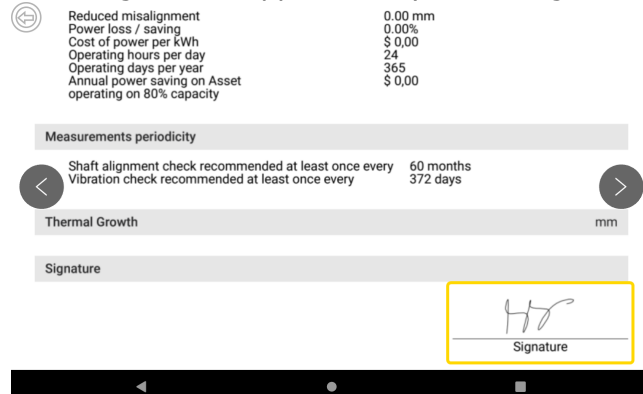 Reduced misalignment 0.00 mm
Power loss / saving 0.00%
Cost of power per kWh $ 0,00
Operating hours per day 24
Operating days per year 365
Annual power saving on Asset $ 0,00
operating on 80% capacity
Measurements periodicity
Shaft alignment check recommended at least once every 60 months
Vibration check recommended at least once every 372 days
Thermal Growth mm
Signature
Signature